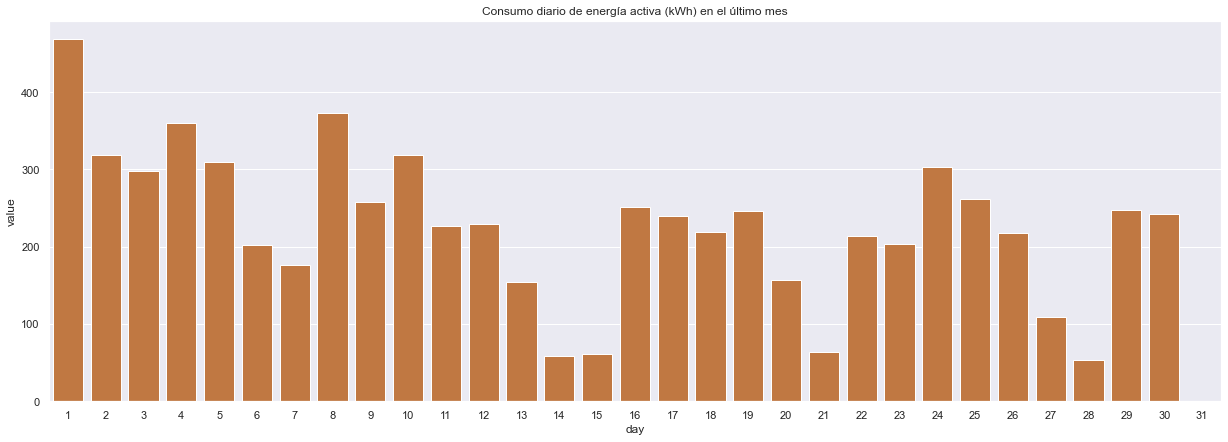 Consumo diario de energía activa (kWh) en el último mes
value
400
300
200
100
0
1 2 3 4 5 6 7 8 9 10 11 12 13 14 15 16 17 18 19 20 21 22 23 24 25 26 27 28 29 30 31
day